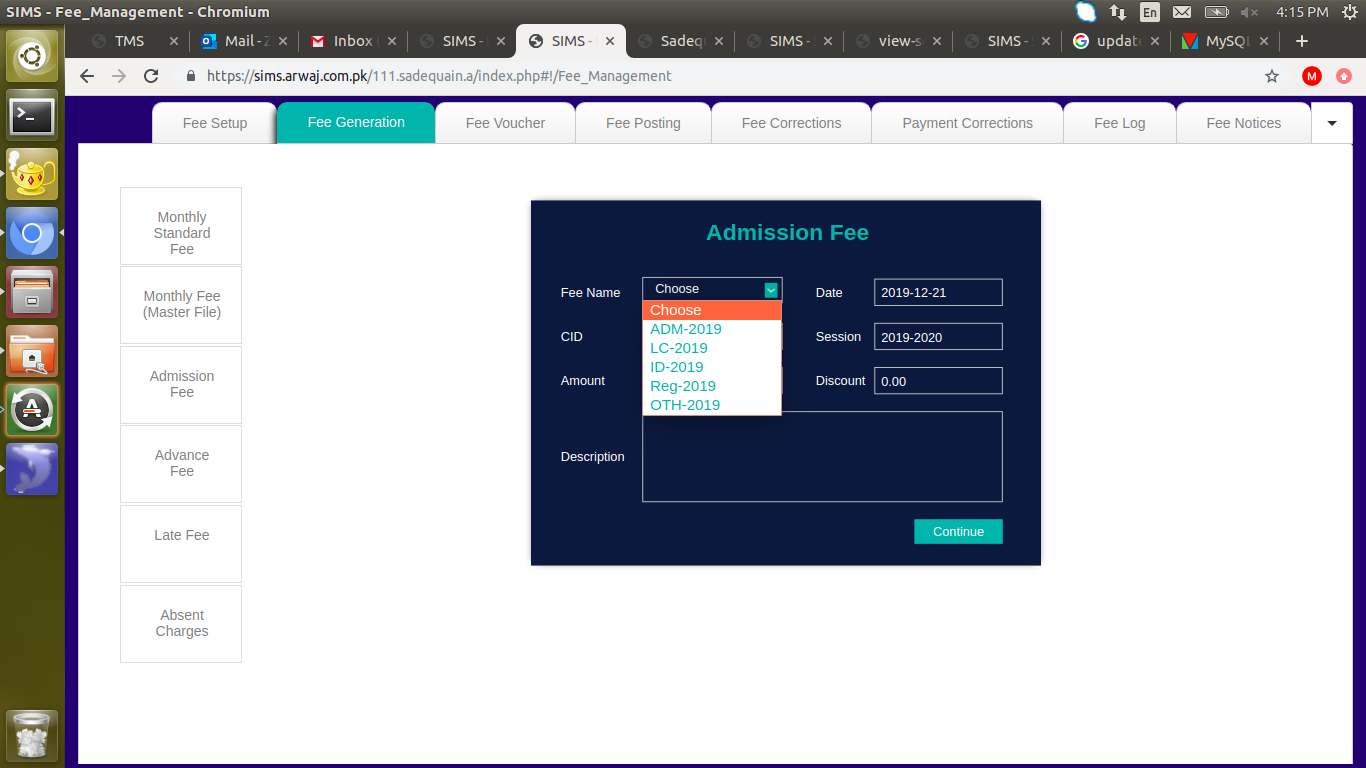 SIMS - Fee_Management - Chromium
En
4:15 PM
TMS
Mail - Z
Inbox
SIMS -
SIMS -
Sadequ
SIMS -
view-s
SIMS -
updat
MySQL
https://sims.arwaj.com.pk/111.sadequain.a/index.php#!/Fee_Management
M
Fee Setup
Fee Generation
Fee Voucher
Fee Posting
Fee Corrections
Payment Corrections
Fee Log
Fee Notices
Monthly
Standard
Fee
Monthly Fee
(Master File)
Admission
Fee
Advance
Fee
Late Fee
Absent
Charges
Admission Fee
Fee Name
Choose
Date
2019-12-21
Choose
ADM-2019
LC-2019
ID-2019
Reg-2019
OTH-2019
CID
Session
2019-2020
Amount
Discount
0.00
Description
Continue